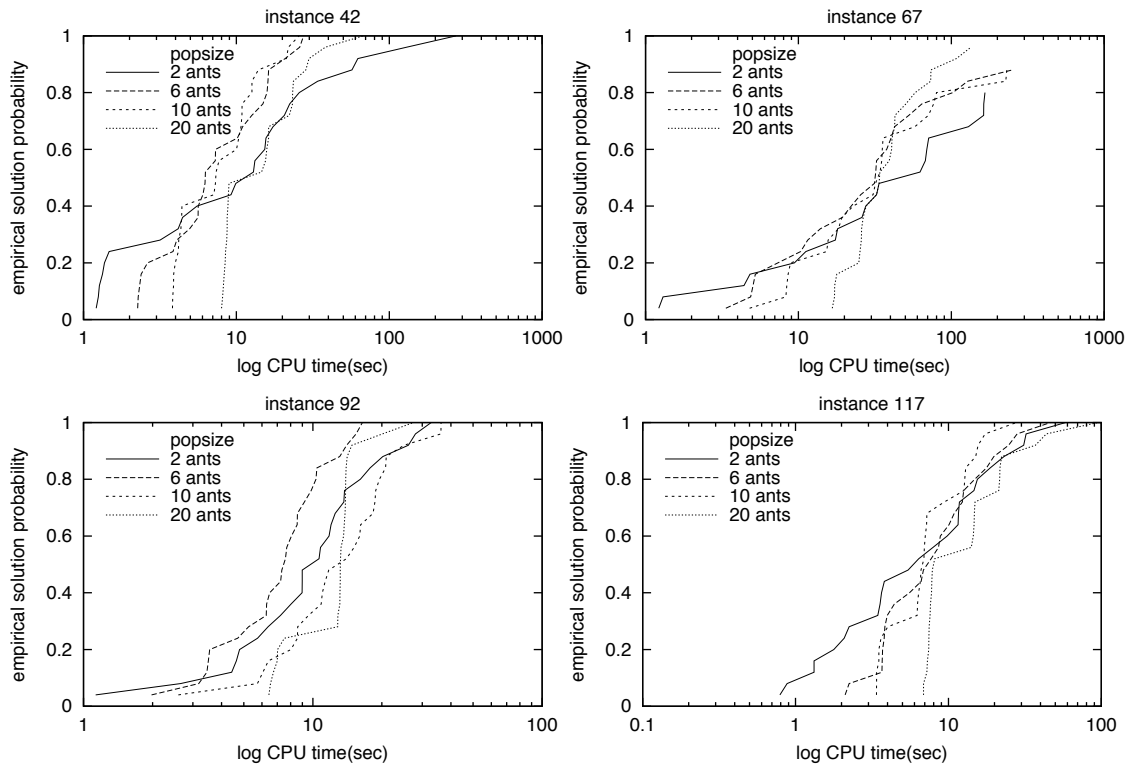 instance 42
empirical solution probability
1
0.8
0.6
0.4
0.2
0
popsize
2 ants
6 ants
10 ants
20 ants
1 10 100 1000
log CPU time(sec)
instance 67
empirical solution probability
1
0.8
0.6
0.4
0.2
0
popsize
2 ants
6 ants
10 ants
20 ants
1 10 100 1000
log CPU time(sec)
instance 92
empirical solution probability
1
0.8
0.6
0.4
0.2
0
popsize
2 ants
6 ants
10 ants
20 ants
1 10 100
log CPU time(sec)
instance 117
empirical solution probability
1
0.8
0.6
0.4
0.2
0
popsize
2 ants
6 ants
10 ants
20 ants
0.1 1 10 100
log CPU time(sec)